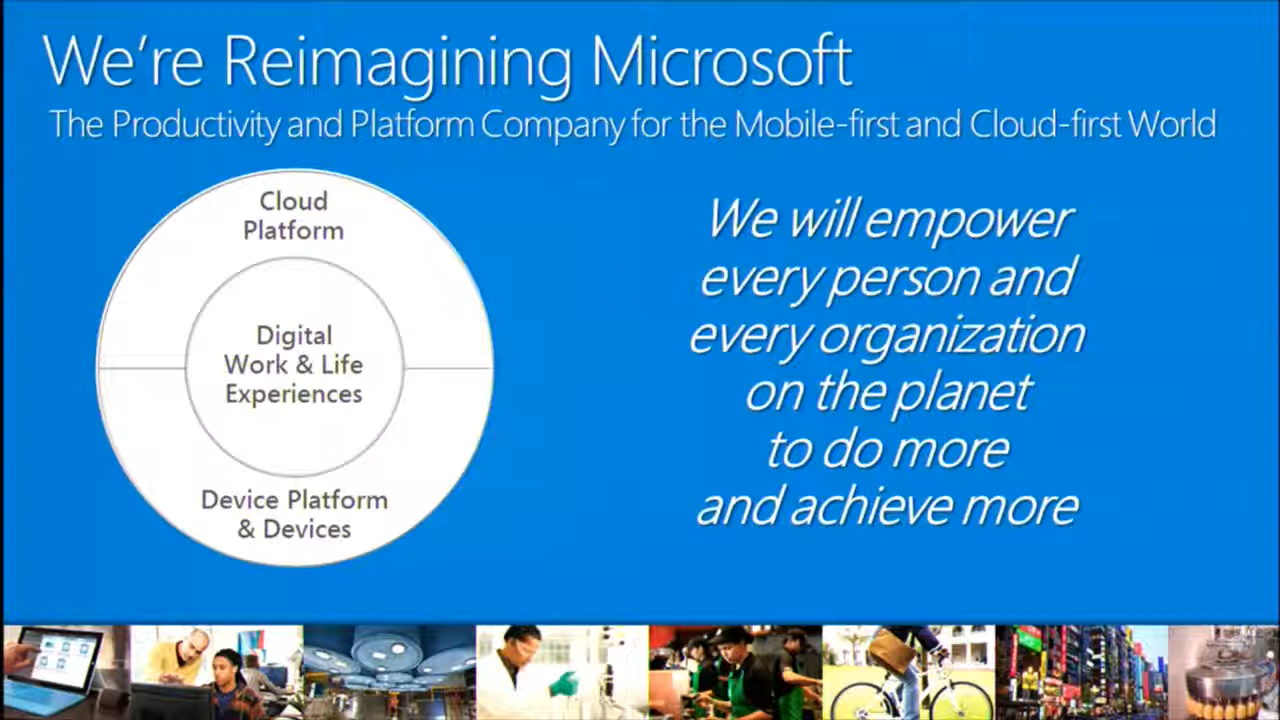 We're Reimagining Microsoft
The Productivity and Platform Company for the Mobile-first and Cloud-first World
Cloud
Platform
Digital
Work & Life
Experiences
Device Platform
& Devices
We will empower
every person and
every organization
on the planet
to do more
and achieve more